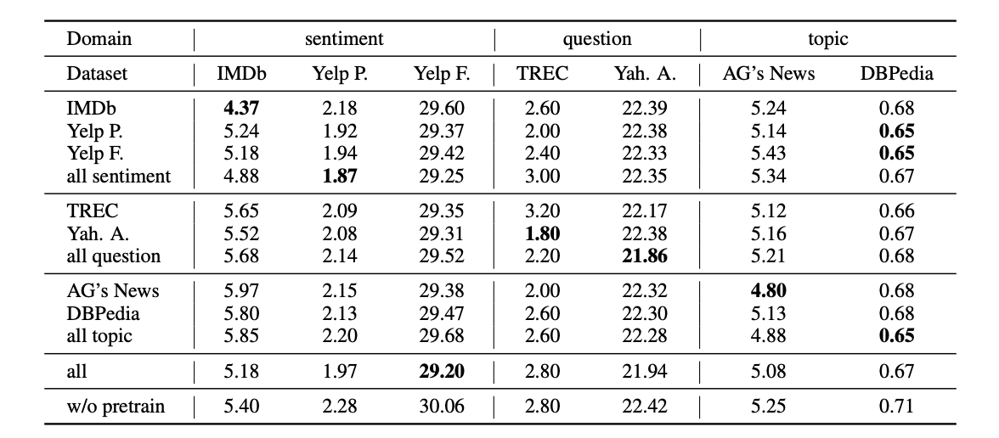 Domain sentiment question topic
Dataset IMDb Yelp P. Yelp F. TREC Yah. A. AG's News DBPedia
IMDb 4.37 2.18 29.60 2.60 22.39 5.24 0.68
Yelp P. 5.24 1.92 29.37 2.00 22.38 5.14 0.65
Yelp F. 5.18 1.94 29.42 2.40 22.33 5.43 0.65
all sentiment 4.88 1.87 29.25 3.00 22.35 5.34 0.67
TREC 5.65 2.09 29.35 3.20 22.17 5.12 0.66
Yah. A. 5.52 2.08 29.31 1.80 22.38 5.16 0.67
all question 5.68 2.14 29.52 2.20 21.86 5.21 0.68
AG's News 5.97 2.15 29.38 2.00 22.32 4.80 0.68
DBPedia 5.80 2.13 29.47 2.60 22.30 5.13 0.68
all topic 5.85 2.20 29.68 2.60 22.28 4.88 0.65
all 5.18 1.97 29.20 2.80 21.94 5.08 0.67
w/o pretrain 5.40 2.28 30.06 2.80 22.42 5.25 0.71